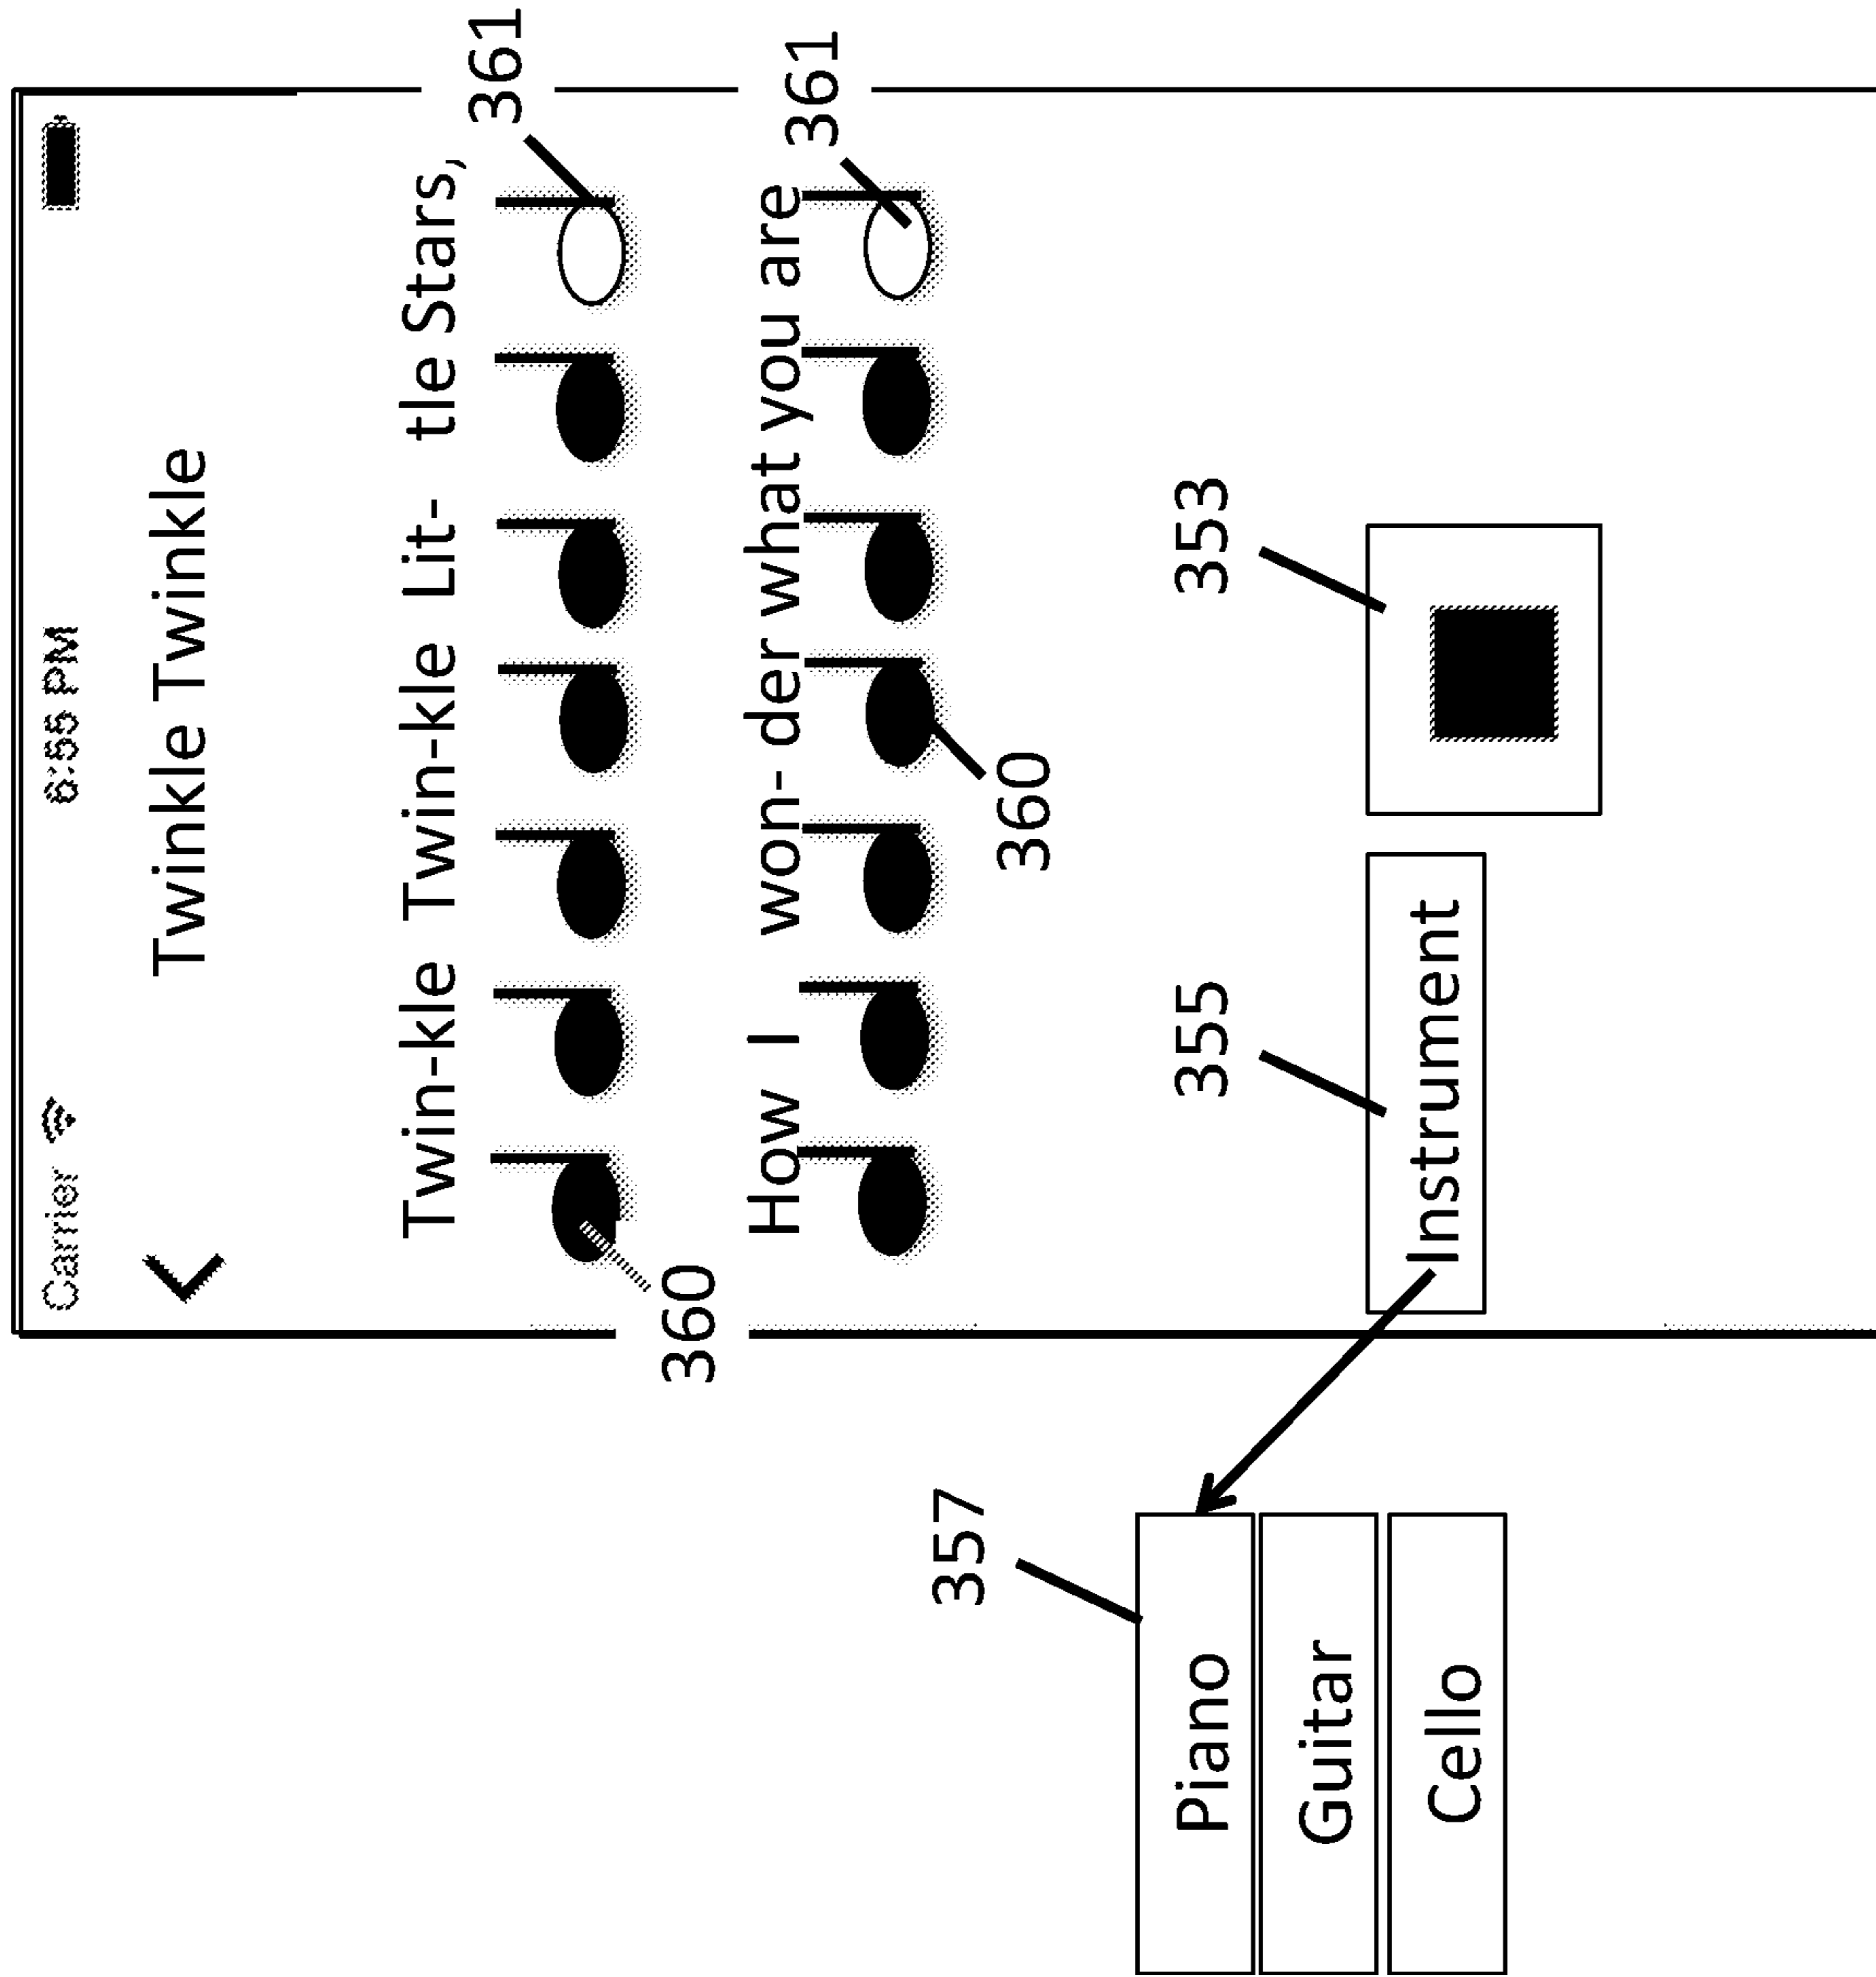 Carrier 6:55 PM
Twinkle Twinkle
Twin-kle Twin-kle Lit- tle Stars,
361
360
How I won- der what you are
361
360
355
353
Instrument
357
Piano
Guitar
Cello